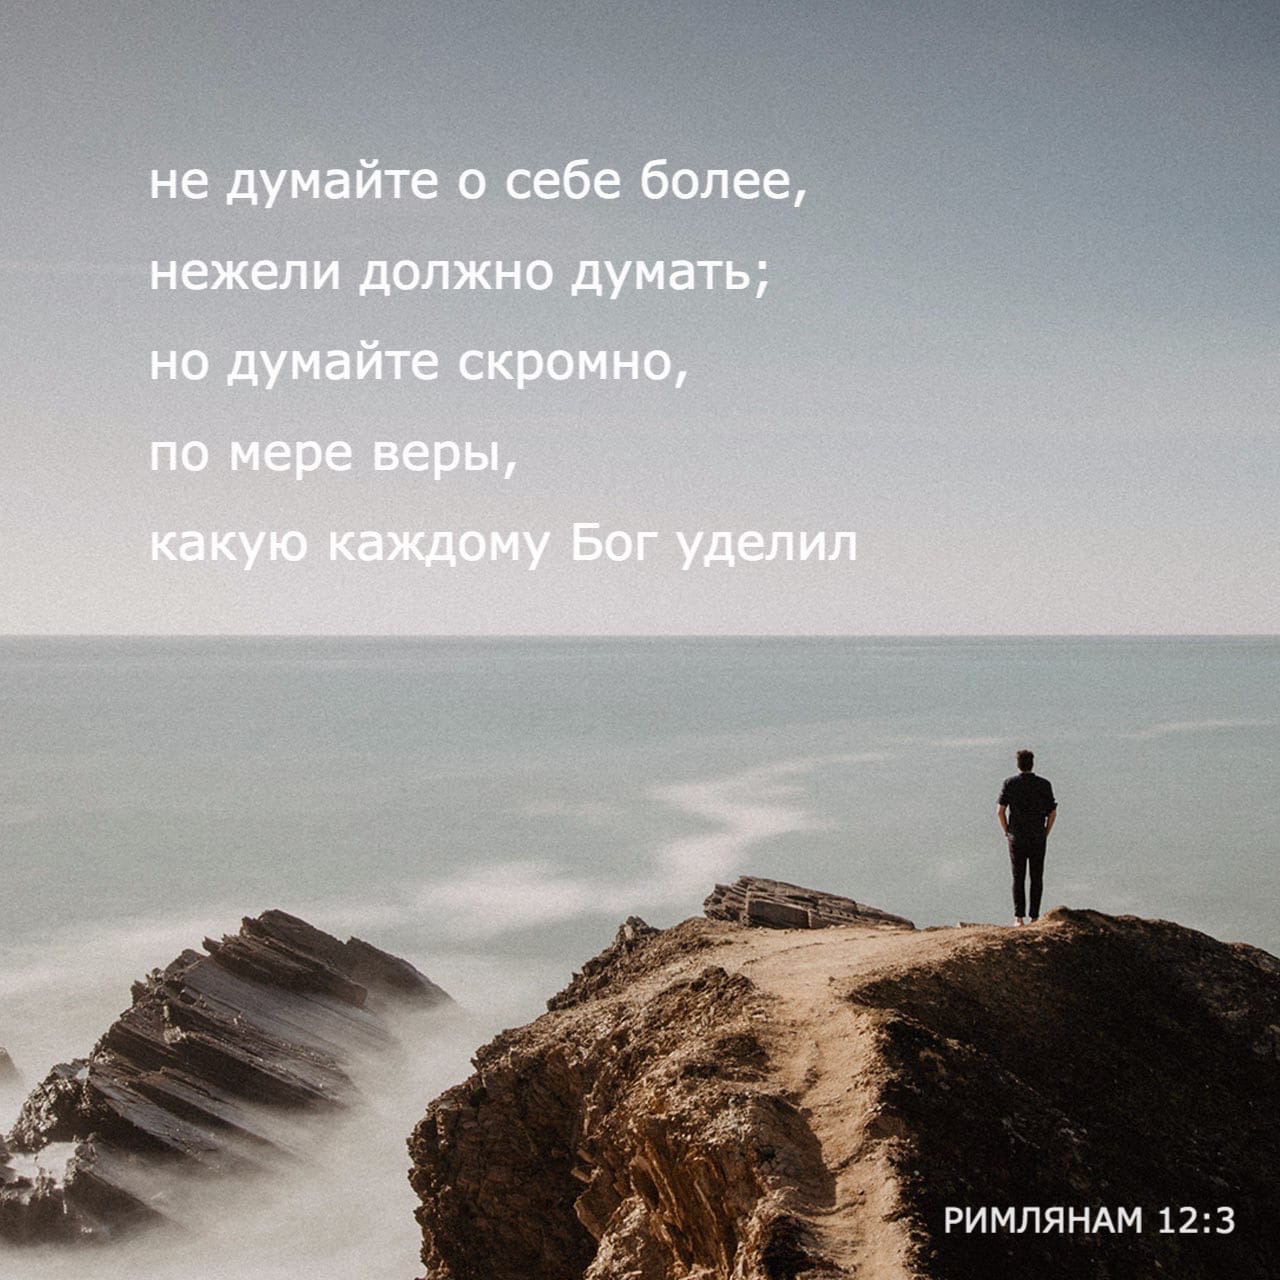 не думайте о себе более,
нежели должно думать;
но думайте скромно,
по мере веры,
какую каждому Бог уделил
РИМЛЯНАМ 12:3